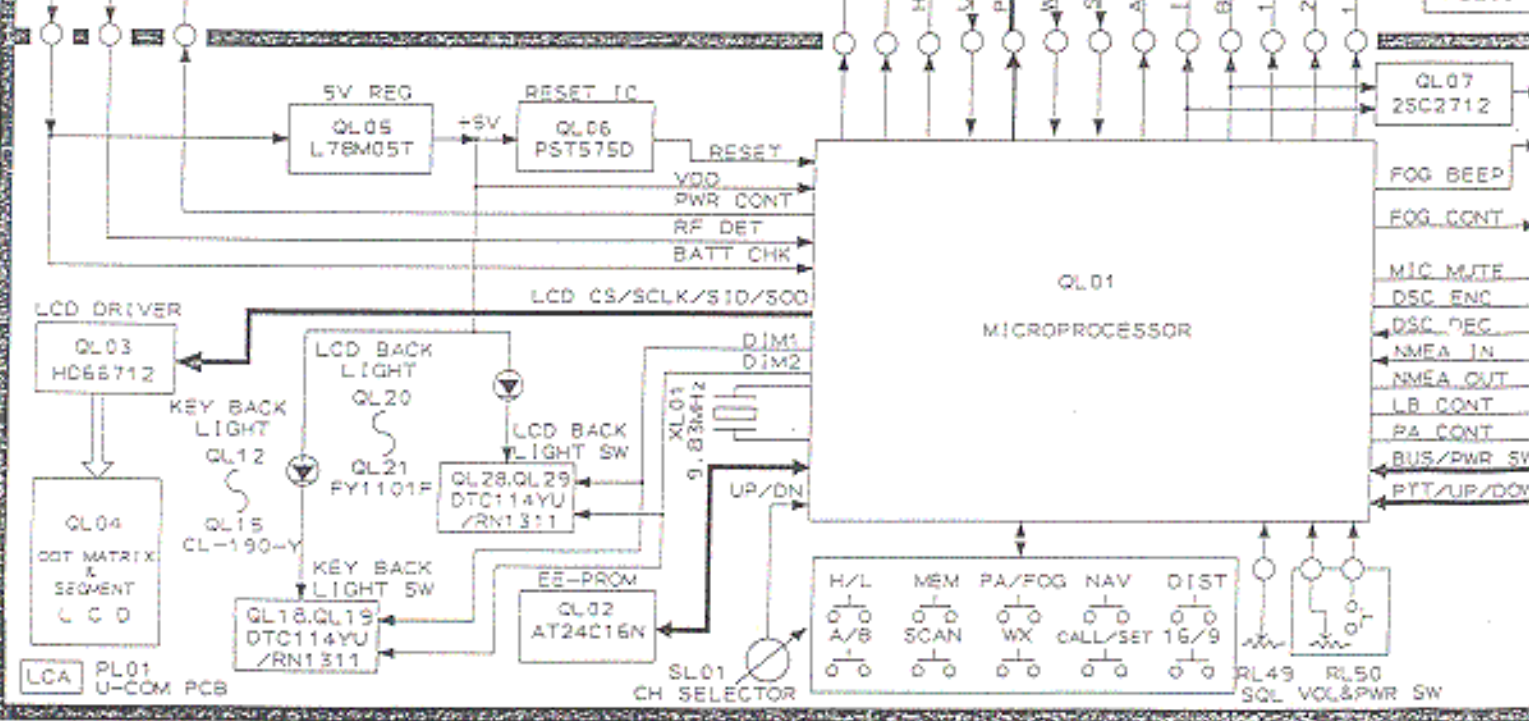 5V REG
QL05
L78M05T
+5V
RESET IC
QL06
PST575D
QL07
2SC2712
RESET
VDD
PWR CONT
RF DET
BATT CHK
LCD CS/SCLK/SIO/SOO
QL01
MICROPROCESSOR
FOG BEEP
FOG CONT
MIC MUTE
DSC ENC
DSC DEC
NMEA IN
NMEA OUT
LB CONT
PA CONT
BUS/PWR SW
PTT/UP/DOW
LCD DRIVER
QL03
HD66712
LCD BACK
LIGHT
QL20
QL21
FY1101F
DIM1
DIM2
XL01
9.83MHz
KEY BACK
LIGHT
QL12
QL15
CL-190-Y
LCD BACK
LIGHT SW
QL28,QL29
DTC114YU
/RN1311
UP/DN
QL04
DOT MATRIX
&
SEGMENT
LCD
KEY BACK
LIGHT SW
QL18,QL19
DTC114YU
/RN1311
EE-PROM
QL02
AT24C16N
SL01
CH SELECTOR
H/L MEM PA/FOG NAV DIST
A/B SCAN WX CALL/SET 16/9
RL49
SQL
RL50
VOL&PWR SW
LCA
PL01
U-COM PCB